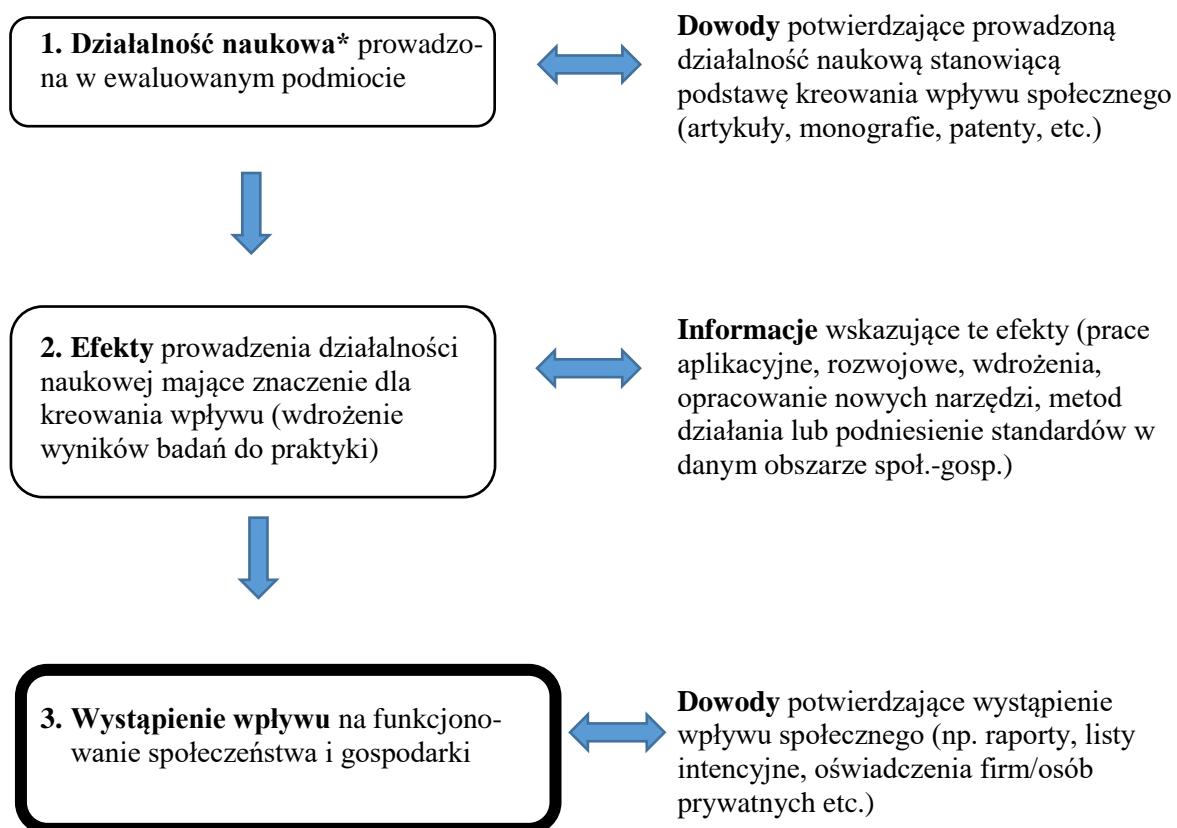 1. Działalność naukowa* prowadzo-
na w ewaluowanym podmiocie
Dowody potwierdzające prowadzoną
działalność naukową stanowiącą
podstawę kreowania wpływu społecznego
(artykuły, monografie, patenty, etc.)
2. Efekty prowadzenia działalności
naukowej mające znaczenie dla
kreowania wpływu (wdrożenie
wyników badań do praktyki)
Informacje wskazujące te efekty (prace
aplikacyjne, rozwojowe, wdrożenia,
opracowanie nowych narzędzi, metod
działania lub podniesienie standardów w
danym obszarze społ.-gosp.)
3. Wystąpienie wpływu na funkcjono-
wanie społeczeństwa i gospodarki
Dowody potwierdzające wystąpienie
wpływu społecznego (np. raporty, listy
intencyjne, oświadczenia firm/osób
prywatnych etc.)